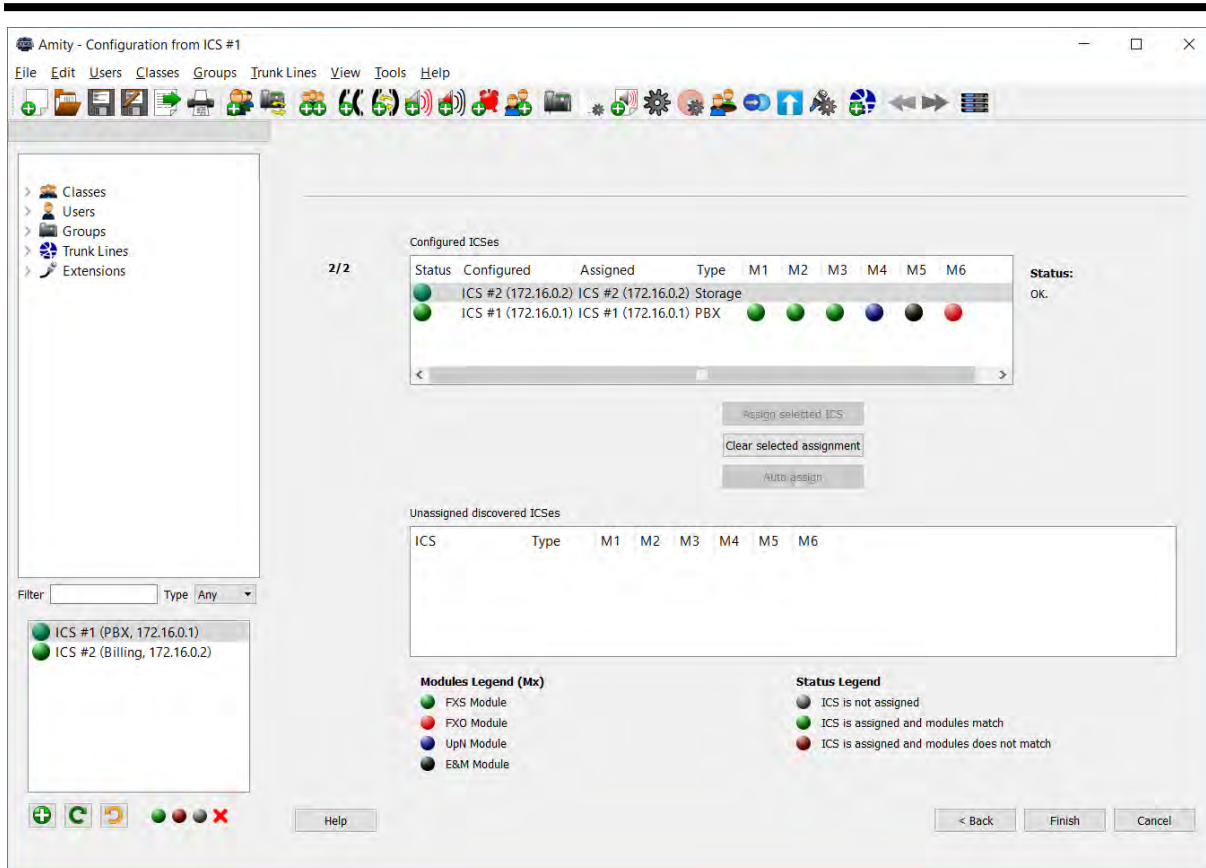 Amity - Configuration from ICS #1
File Edit Users Classes Groups Trunk Lines View Tools Help
Classes
Users
Groups
Trunk Lines
Extensions
Filter Type Any
ICS #1 (PBX, 172.16.0.1)
ICS #2 (Billing, 172.16.0.2)
2/2
Configured ICSes
Status Configured Assigned Type M1 M2 M3 M4 M5 M6
ICS #2 (172.16.0.2) ICS #2 (172.16.0.2) Storage
ICS #1 (172.16.0.1) ICS #1 (172.16.0.1) PBX
Status:
OK.
Assign selected ICS
Clear selected assignment
Auto assign
Unassigned discovered ICSes
ICS Type M1 M2 M3 M4 M5 M6
Modules Legend (Mx)
FXS Module
FXO Module
UpN Module
E&M Module
Status Legend
ICS is not assigned
ICS is assigned and modules match
ICS is assigned and modules does not match
Help
< Back Finish Cancel